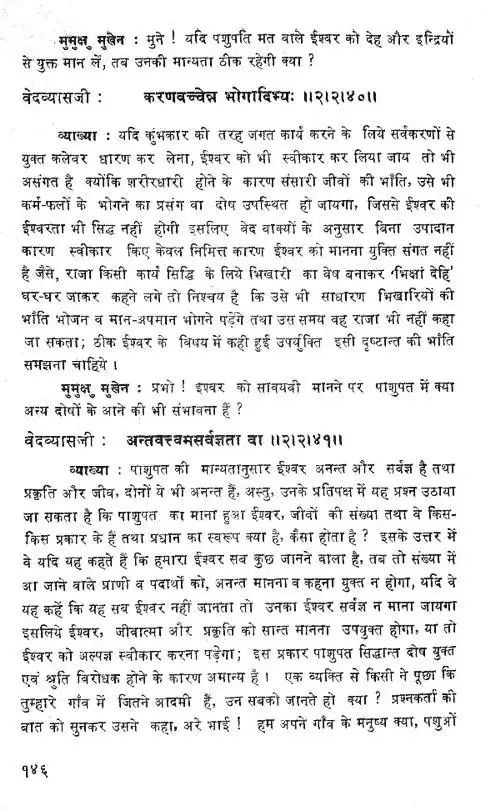 मुमुक्षु मुखेन : मुने ! यदि पशुपति मत वाले ईश्वर को देह और इन्द्रियों
से युक्त मान लें, तब उनकी मान्यता ठीक रहेगी क्या ?
वेदव्यासजी : करणवच्चेन्न भोगादिभ्यः ॥२।२।४०॥
व्याख्या : यदि कुंभकार की तरह जगत कार्य करने के लिये सर्वकरणों से
युक्त कलेवर धारण कर लेना, ईश्वर को भी स्वीकार कर लिया जाय तो भी
असंगत है क्योंकि शरीरधारी होने के कारण संसारी जीवों की भाँति, उसे भी
कर्म-फलों के भोगने का प्रसंग वा दोष उपस्थित हो जायगा, जिससे ईश्वर की
ईश्वरता भी सिद्ध नहीं होगी इसलिए वेद वाक्यों के अनुसार बिना उपादान
कारण स्वीकार किए केवल निमित्त कारण ईश्वर को मानना युक्ति संगत नहीं
है जैसे, राजा किसी कार्य सिद्धि के लिये भिखारी का वेष बनाकर 'भिक्षां देहि'
घर-घर जाकर कहने लगे तो निश्चय है कि उसे भी साधारण भिखारियों की
भाँति भोजन व मान-अपमान भोगने पड़ेंगे तथा उस समय वह राजा भी नहीं कहा
जा सकता; ठीक ईश्वर के विषय में कही हुई उपर्युक्ति इसी दृष्टान्त की भाँति
समझना चाहिये ।
मुमुक्षु मुखेन : प्रभो ! इश्वर को सावयवी मानने पर पाशुपत में क्या
अन्य दोषों के आने की भी संभावना हैं ?
वेदव्यासजी : अन्तवत्त्वमसर्वज्ञता वा ॥२।२।४१॥
व्याख्या : पाशुपत की मान्यतानुसार ईश्वर अनन्त और सर्वज्ञ है तथा
प्रकृति और जीव, दोनों ये भी अनन्त हैं, अस्तु, उनके प्रतिपक्ष में यह प्रश्न उठाया
जा सकता है कि पाशुपत का माना हुआ ईश्वर, जीवों की संख्या तथा वे किस-
किस प्रकार के हैं तथा प्रधान का स्वरूप क्या है, कैसा होता है ? इसके उत्तर में
वे यदि यह कहते हैं कि हमारा ईश्वर सब कुछ जानने वाला है, तब तो संख्या में
आ जाने वाले प्राणी व पदार्थों को, अनन्त मानना व कहना युक्त न होगा, यदि वे
यह कहें कि यह सब ईश्वर नहीं जानता तो उनका ईश्वर सर्वज्ञ न माना जायगा
इसलिये ईश्वर, जीवात्मा और प्रकृति को सान्त मानना उपयुक्त होगा, या तो
ईश्वर को अल्पज्ञ स्वीकार करना पड़ेगा; इस प्रकार पाशुपत सिद्धान्त दोष युक्त
एवं श्रुति विरोधक होने के कारण अमान्य है । एक व्यक्ति से किसी ने पूछा कि
तुम्हारे गाँव में जितने आदमी हैं, उन सबको जानते हो क्या ? प्रश्नकर्ता की
बात को सुनकर उसने कहा, अरे भाई ! हम अपने गाँव के मनुष्य क्या, पशुओं
१४६